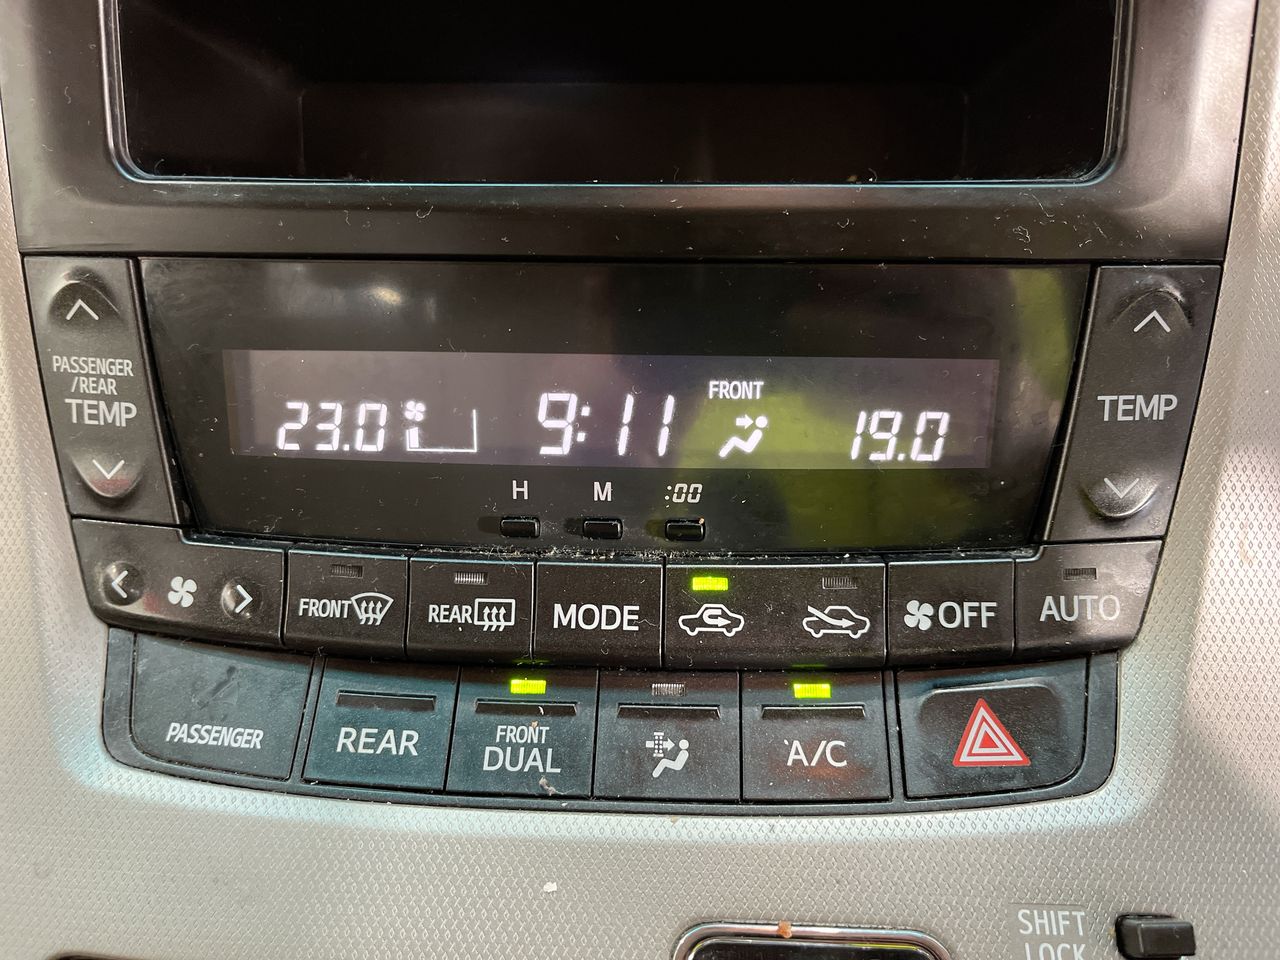 PASSENGER
/REAR
TEMP
23.0
9:11
FRONT
19.0
TEMP
H
M
:00
FRONT
REAR
MODE
OFF
AUTO
PASSENGER
REAR
FRONT
DUAL
A/C
SHIFT
LOCK